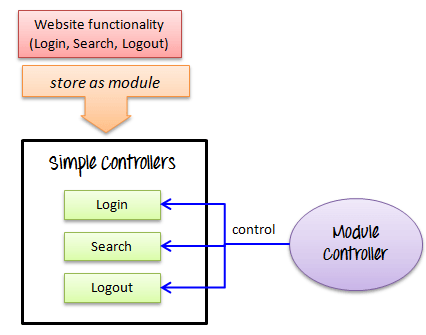 Website functionality
(Login, Search, Logout)
store as module
Simple Controllers
Login
Search
Logout
control
Module
Controller